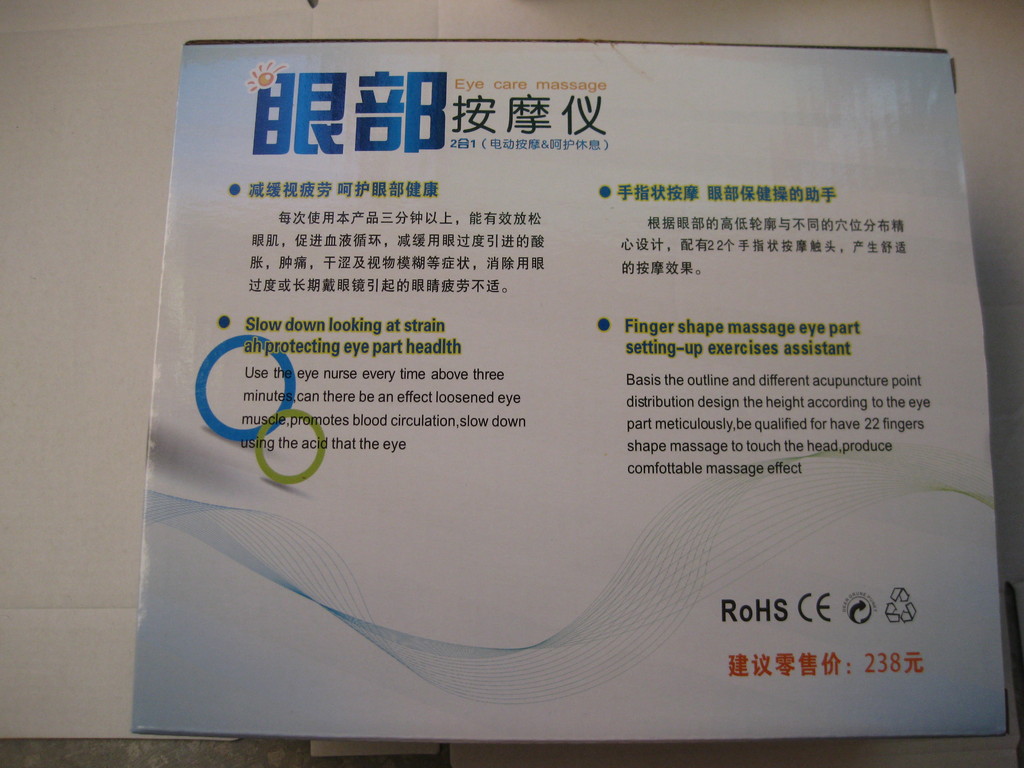 Eye care massage
眼部按摩仪
2合1（电动按摩&呵护休息）
减缓视疲劳 呵护眼部健康
每次使用本产品三分钟以上，能有效放松
眼肌，促进血液循环，减缓用眼过度引进的酸
胀，肿痛，干涩及视物模糊等症状，消除用眼
过度或长期戴眼镜引起的眼睛疲劳不适。
手指状按摩 眼部保健操的助手
根据眼部的高低轮廓与不同的穴位分布精
心设计，配有22个手指状按摩触头，产生舒适
的按摩效果。
Slow down looking at strain
ah protecting eye part headlth
Use the eye nurse every time above three
minutes,can there be an effect loosened eye
muscle,promotes blood circulation,slow down
using the acid that the eye
Finger shape massage eye part
setting-up exercises assistant
Basis the outline and different acupuncture point
distribution design the height according to the eye
part meticulously,be qualified for have 22 fingers
shape massage to touch the head,produce
comfottable massage effect
RoHS CE
建议零售价：238元